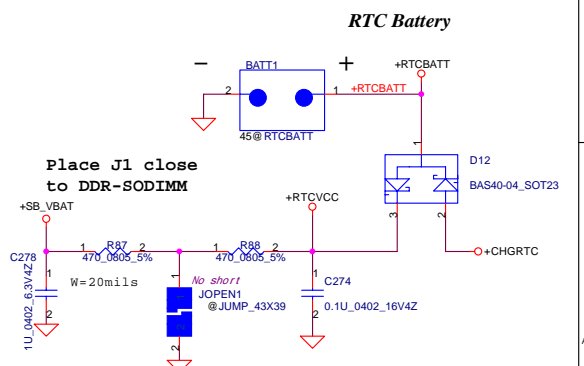 RTC Battery
BATT1
- +
+RTCBATT
2 1
+RTCBATT
45@RTCBATT
1
D12
BAS40-04_SOT23
3 2
Place J1 close
to DDR-SODIMM
+SB_VBAT
+RTCVCC
+CHGRTC
1 R87 2
470_0805_5%
1 R88 2
470_0805_5%
C278
1
1U_0402_6.3V4Z
2
W=20mils
No short
1
JOPEN1
@JUMP_43X39
2
2
1
C274
0.1U_0402_16V4Z
2
A